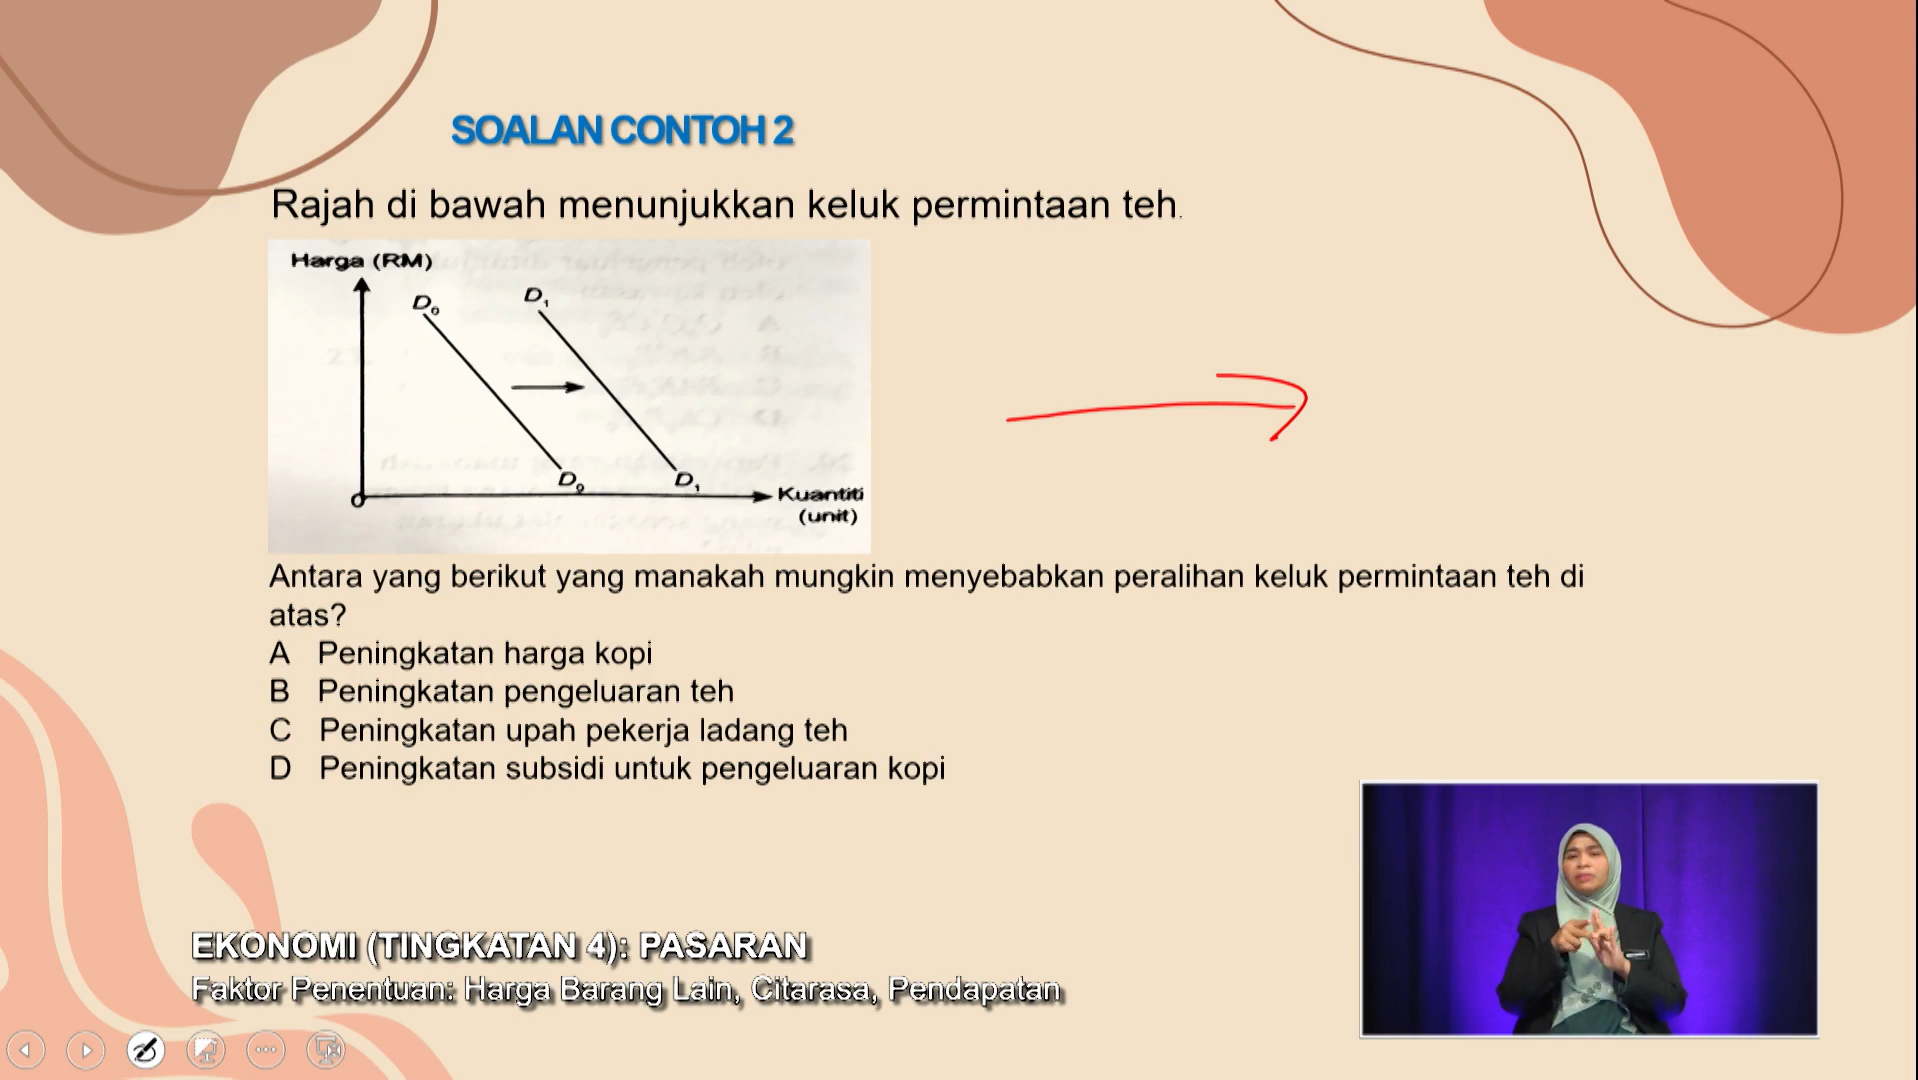 SOALAN CONTOH 2
Rajah di bawah menunjukkan keluk permintaan teh.
Harga (RM)
D₀
D₁
D₀
D₁
O
Kuantiti
(unit)
Antara yang berikut yang manakah mungkin menyebabkan peralihan keluk permintaan teh di
atas?
A Peningkatan harga kopi
B Peningkatan pengeluaran teh
C Peningkatan upah pekerja ladang teh
D Peningkatan subsidi untuk pengeluaran kopi
EKONOMI (TINGKATAN 4): PASARAN
Faktor Penentuan: Harga Barang Lain, Citarasa, Pendapatan